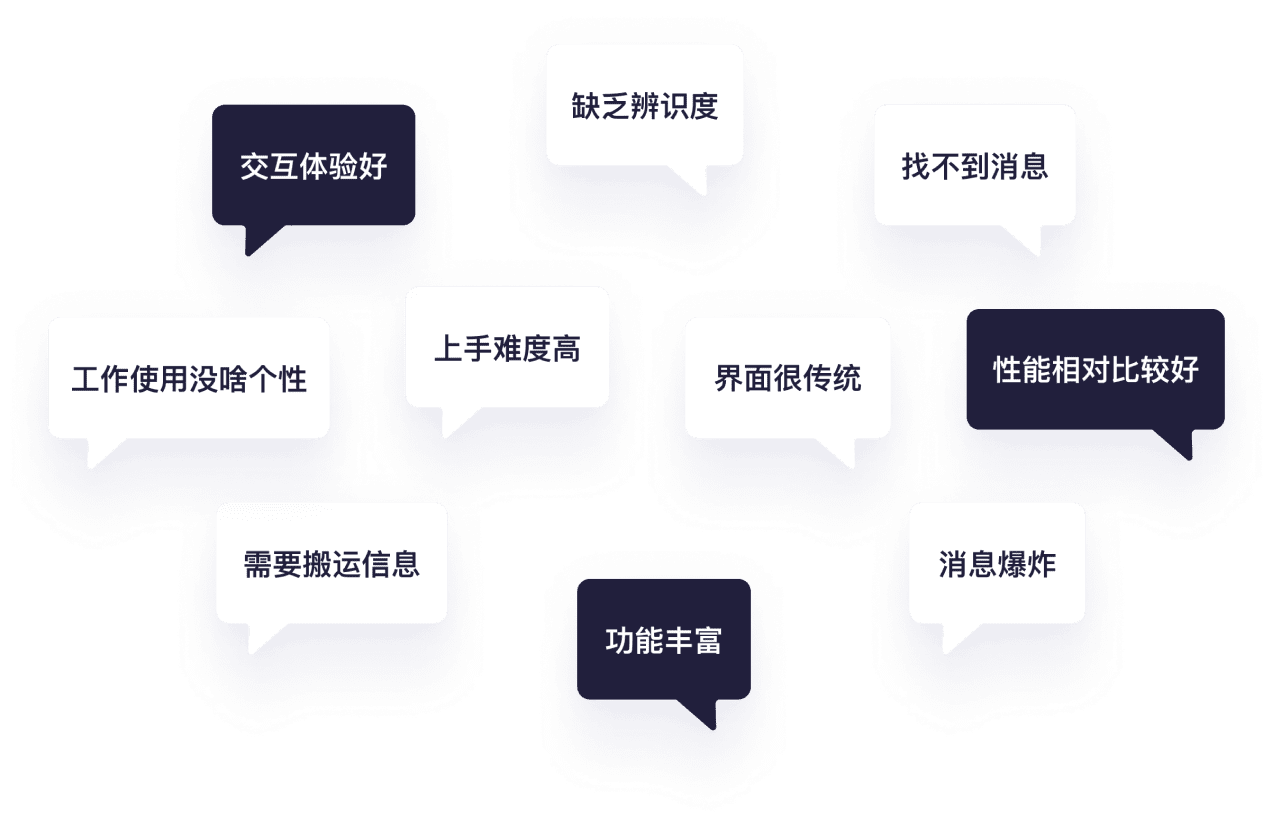 缺乏辨识度
交互体验好
找不到消息
上手难度高
工作使用没啥个性
界面很传统
性能相对比较好
需要搬运信息
消息爆炸
功能丰富